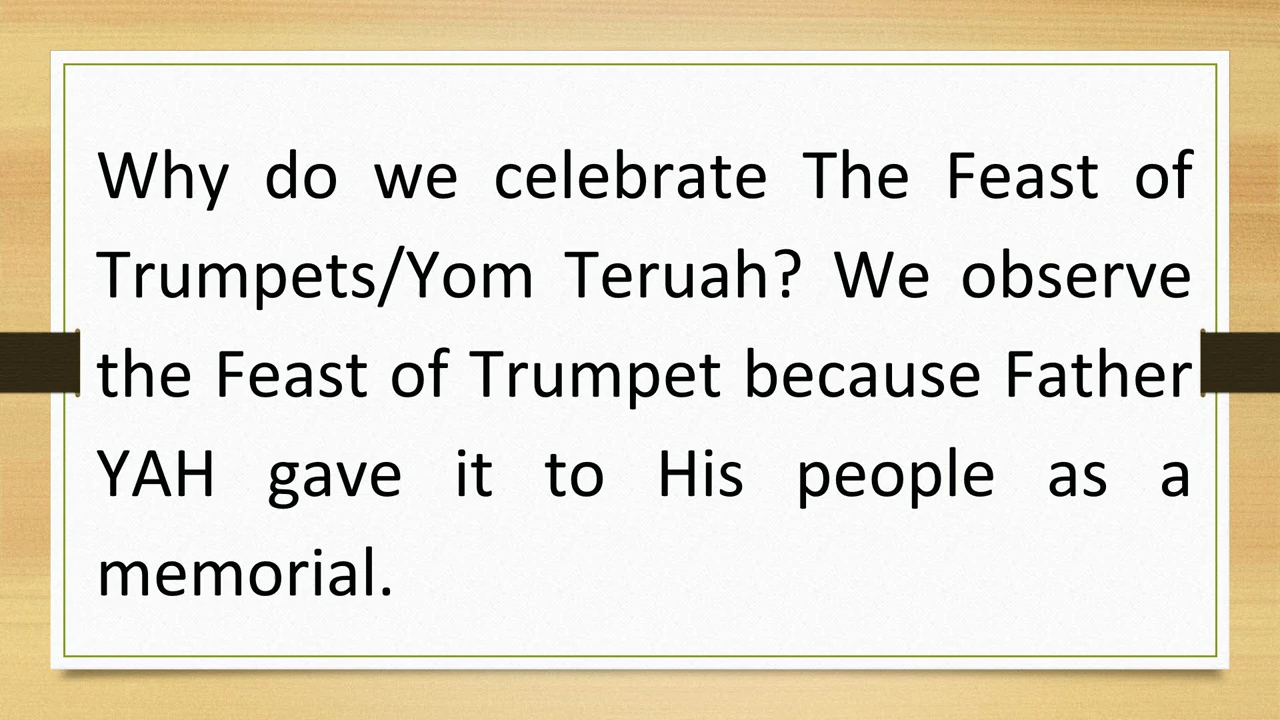 Why do we celebrate The Feast of
Trumpets/Yom Teruah? We observe
the Feast of Trumpet because Father
YAH gave it to His people as a
memorial.